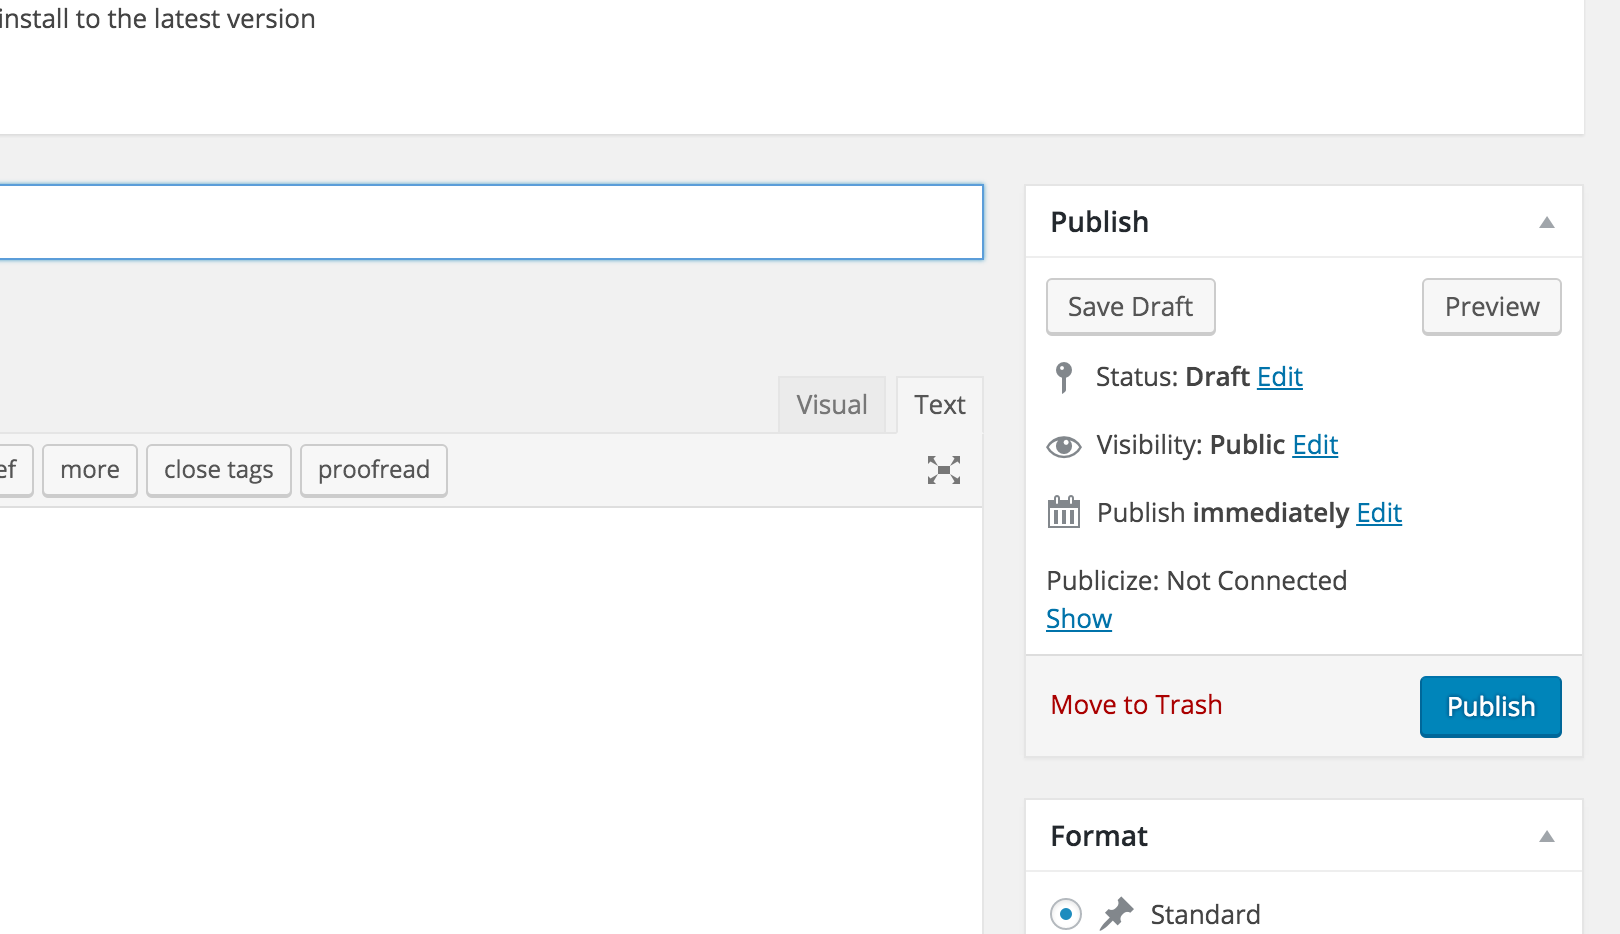 install to the latest version
Publish
Save Draft
Preview
Status: Draft Edit
Visibility: Public Edit
Publish immediately Edit
Publicize: Not Connected
Show
Move to Trash
Publish
Visual
Text
ef
more
close tags
proofread
Format
Standard